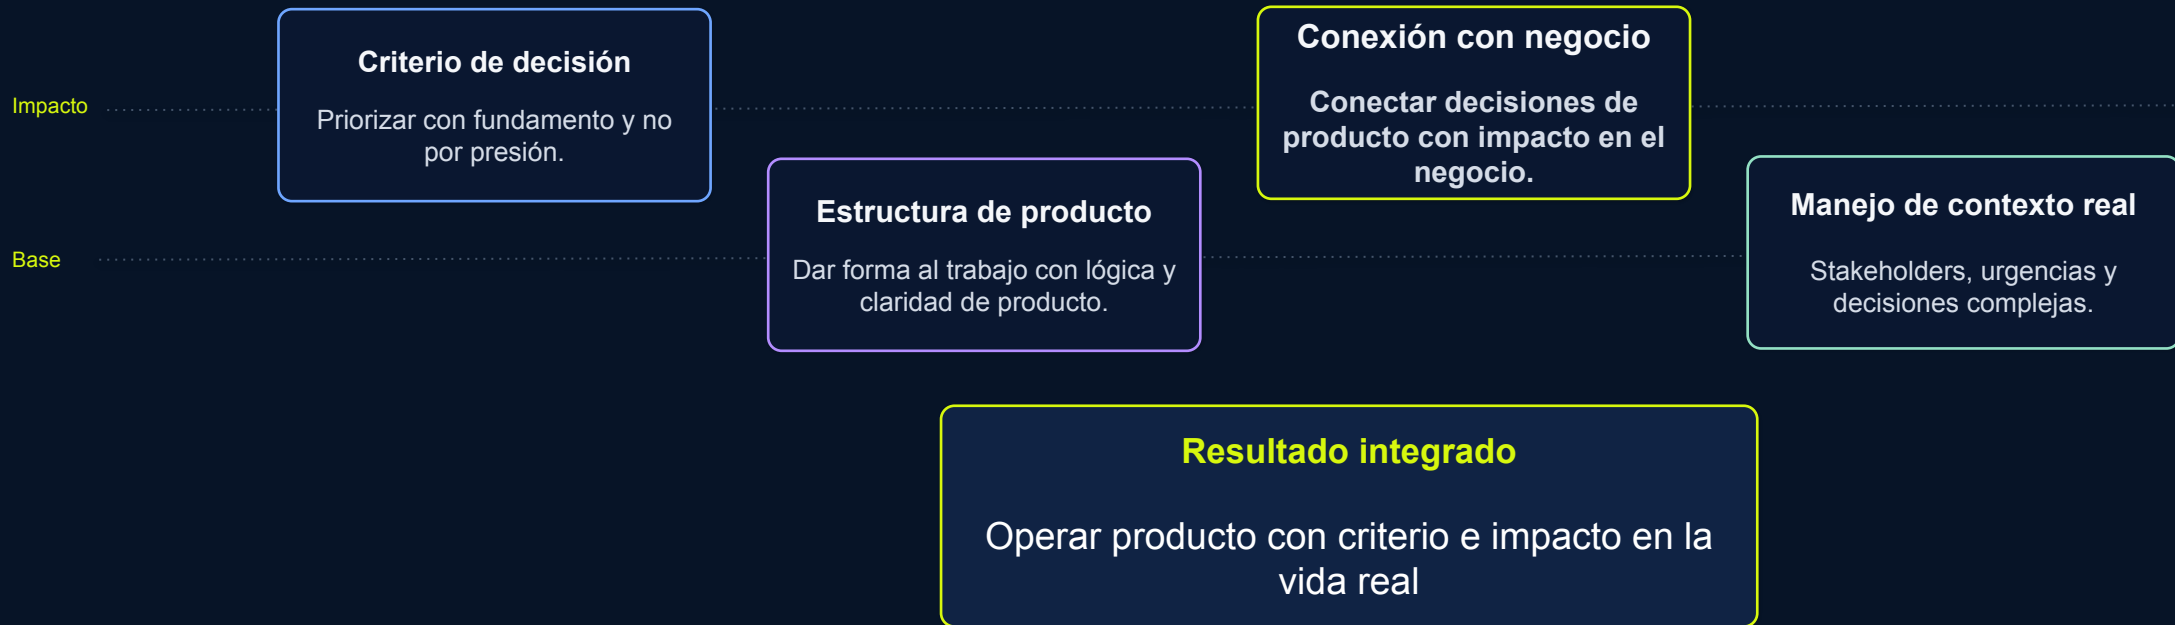 Impacto
Criterio de decisión
Priorizar con fundamento y no
por presión.
Conexión con negocio
Conectar decisiones de
producto con impacto en el
negocio.
Base
Estructura de producto
Dar forma al trabajo con lógica y
claridad de producto.
Manejo de contexto real
Stakeholders, urgencias y
decisiones complejas.
Resultado integrado
Operar producto con criterio e impacto en la
vida real